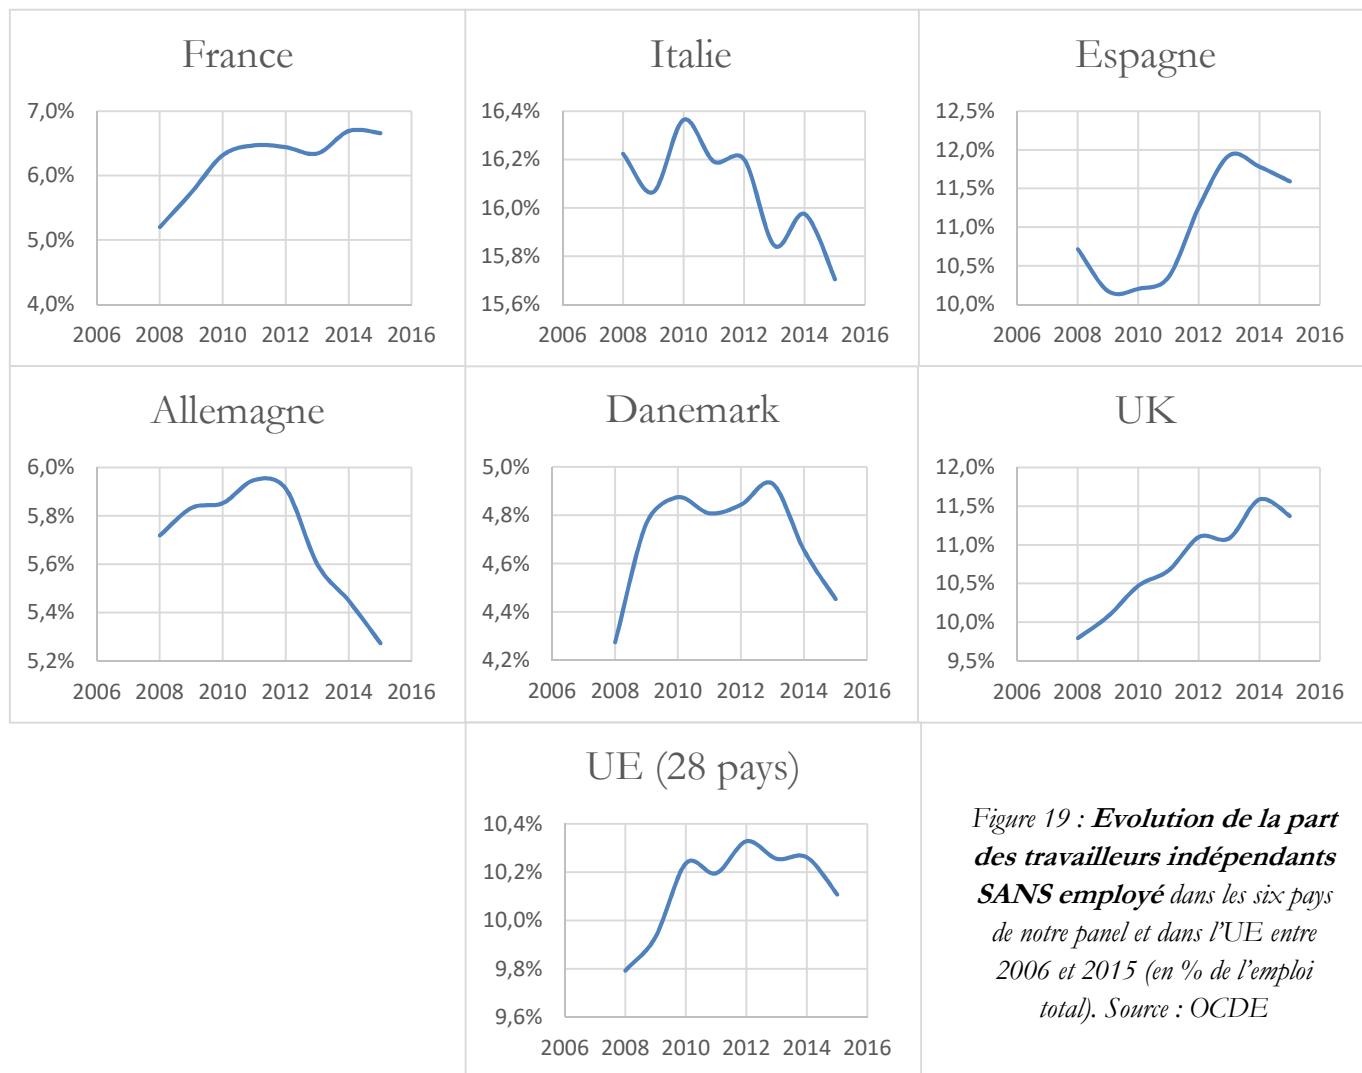 France
7,0%
6,0%
5,0%
4,0%
2006 2008 2010 2012 2014 2016
Italie
16,4%
16,2%
16,0%
15,8%
15,6%
2006 2008 2010 2012 2014 2016
Espagne
12,5%
12,0%
11,5%
11,0%
10,5%
10,0%
2006 2008 2010 2012 2014 2016
Allemagne
6,0%
5,8%
5,6%
5,4%
5,2%
2006 2008 2010 2012 2014 2016
Danemark
5,0%
4,8%
4,6%
4,4%
4,2%
2006 2008 2010 2012 2014 2016
UK
12,0%
11,5%
11,0%
10,5%
10,0%
9,5%
2006 2008 2010 2012 2014 2016
UE (28 pays)
10,4%
10,2%
10,0%
9,8%
9,6%
2006 2008 2010 2012 2014 2016
Figure 19 : Evolution de la part
des travailleurs indépendants
SANS employé dans les six pays
de notre panel et dans l'UE entre
2006 et 2015 (en % de l'emploi
total). Source : OCDE